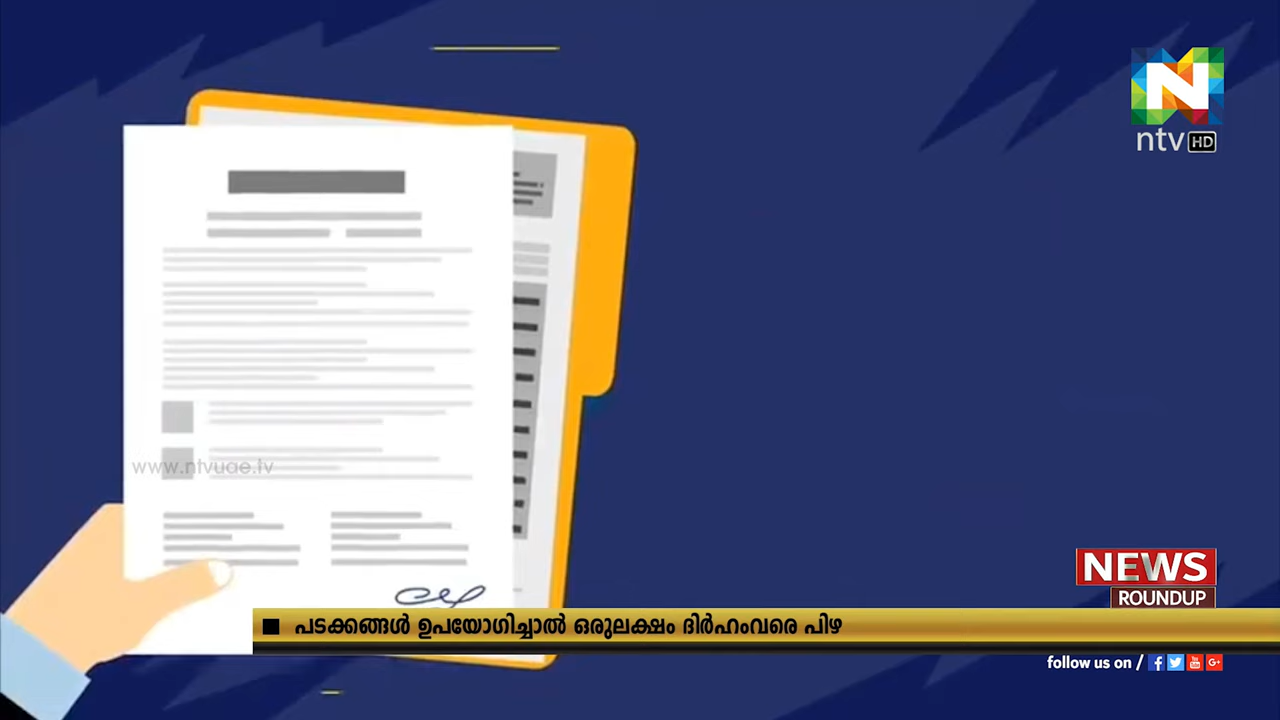 N
ntv HD
www.ntvuae.tv
NEWS
ROUNDUP
■ പടക്കങ്ങൾ ഉപയോഗിച്ചാൽ ഒരുലക്ഷം ദിർഹംവരെ പിഴ
follow us on /